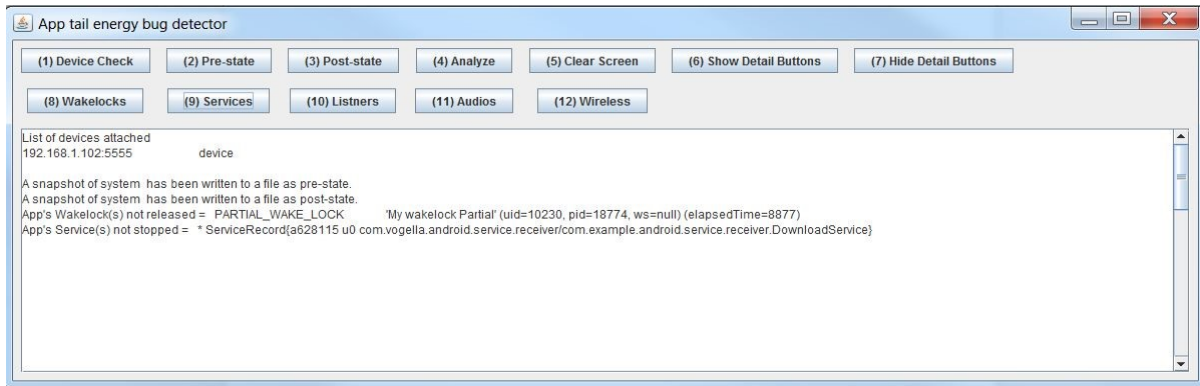 App tail energy bug detector
(1) Device Check (2) Pre-state (3) Post-state (4) Analyze (5) Clear Screen (6) Show Detail Buttons (7) Hide Detail Buttons
(8) Wakelocks (9) Services (10) Listners (11) Audios (12) Wireless
List of devices attached
192.168.1.102:5555 device
A snapshot of system has been written to a file as pre-state.
A snapshot of system has been written to a file as post-state.
App's Wakelock(s) not released = PARTIAL_WAKE_LOCK 'My wakelock Partial' (uid=10230, pid=18774, ws=null) (elapsedTime=8877)
App's Service(s) not stopped = * ServiceRecord{a628115 u0 com.vogella.android.service.receiver/com.example.android.service.receiver.DownloadService}